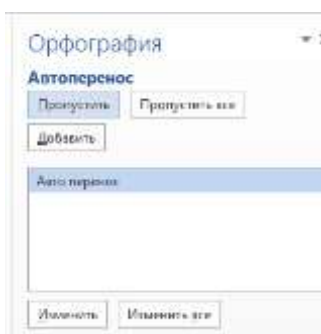 Орфография
Автоперенос
Пропустить Пропустить все
Добавить
Авто перенос
Изменить Изменить все